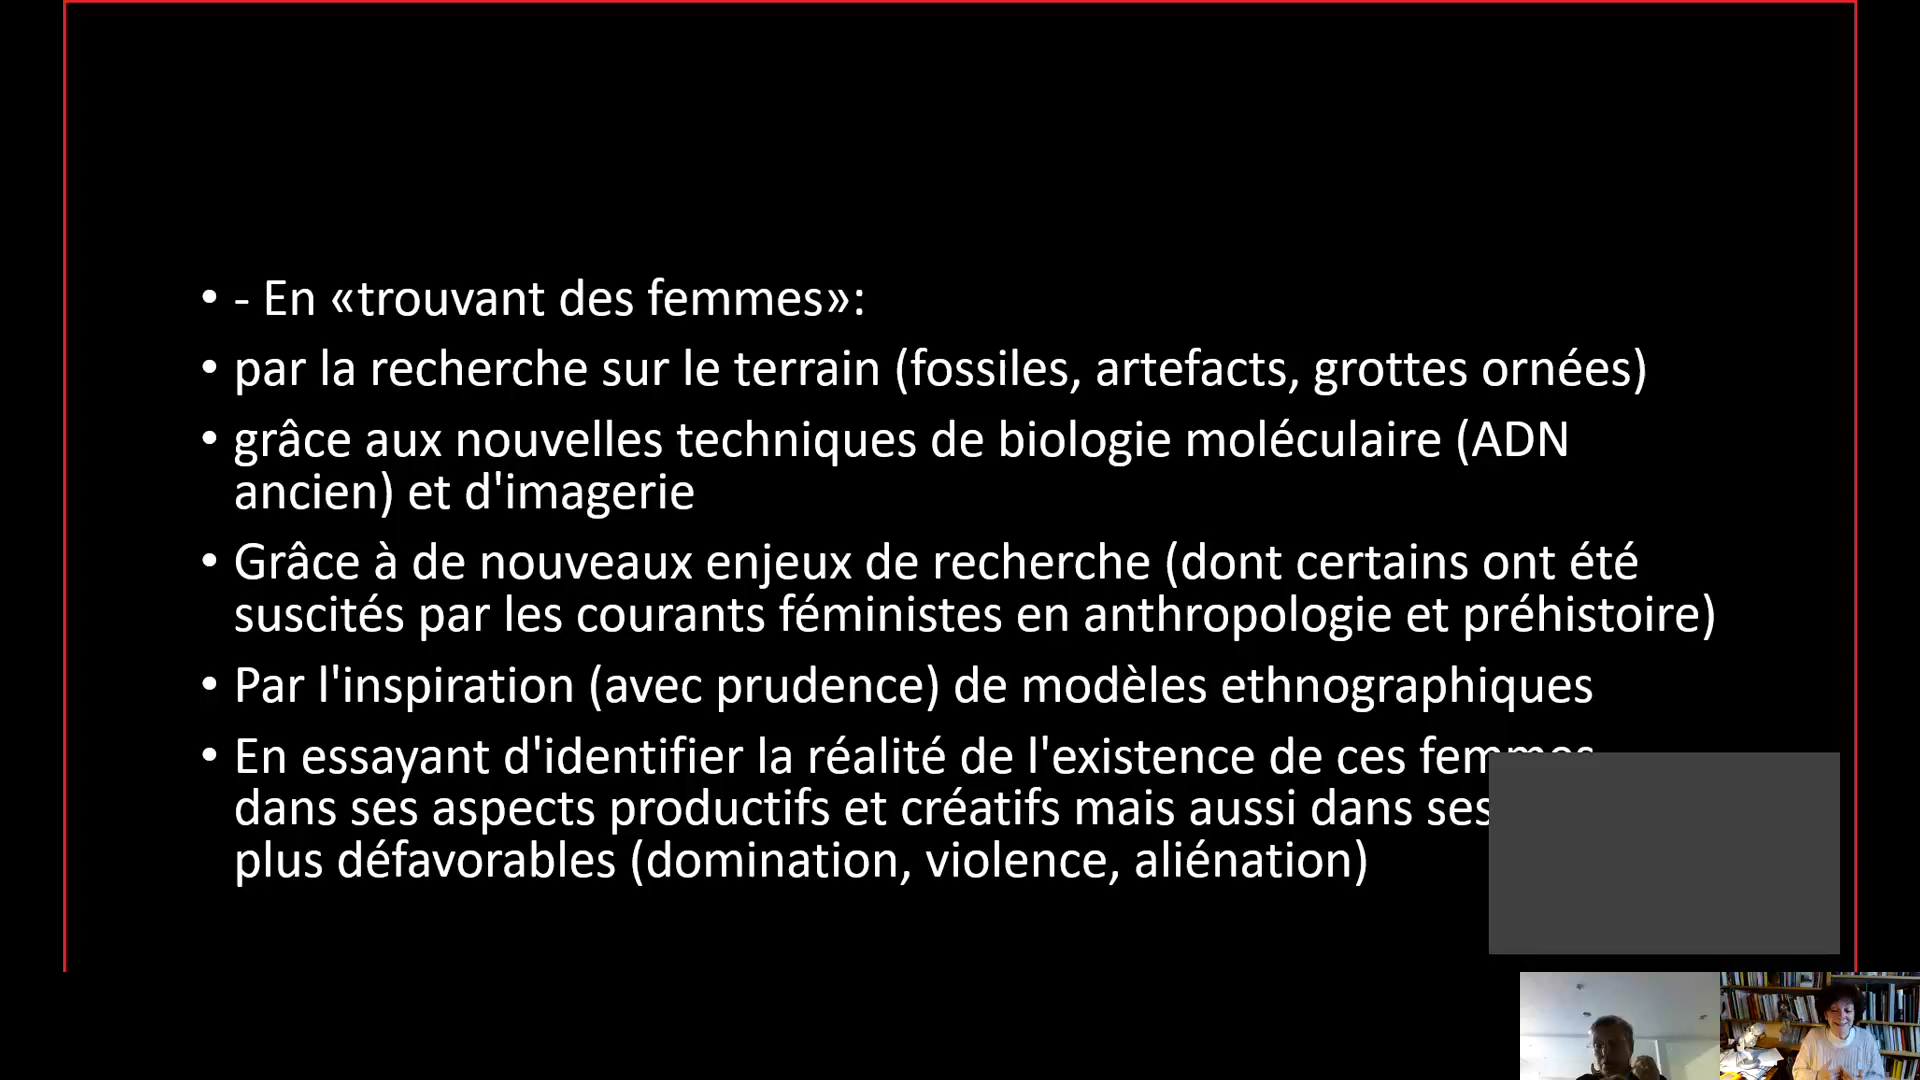 • - En «trouvant des femmes»:
• par la recherche sur le terrain (fossiles, artefacts, grottes ornées)
• grâce aux nouvelles techniques de biologie moléculaire (ADN
ancien) et d'imagerie
• Grâce à de nouveaux enjeux de recherche (dont certains ont été
suscités par les courants féministes en anthropologie et préhistoire)
• Par l'inspiration (avec prudence) de modèles ethnographiques
• En essayant d'identifier la réalité de l'existence de ces femmes
dans ses aspects productifs et créatifs mais aussi dans ses
plus défavorables (domination, violence, aliénation)